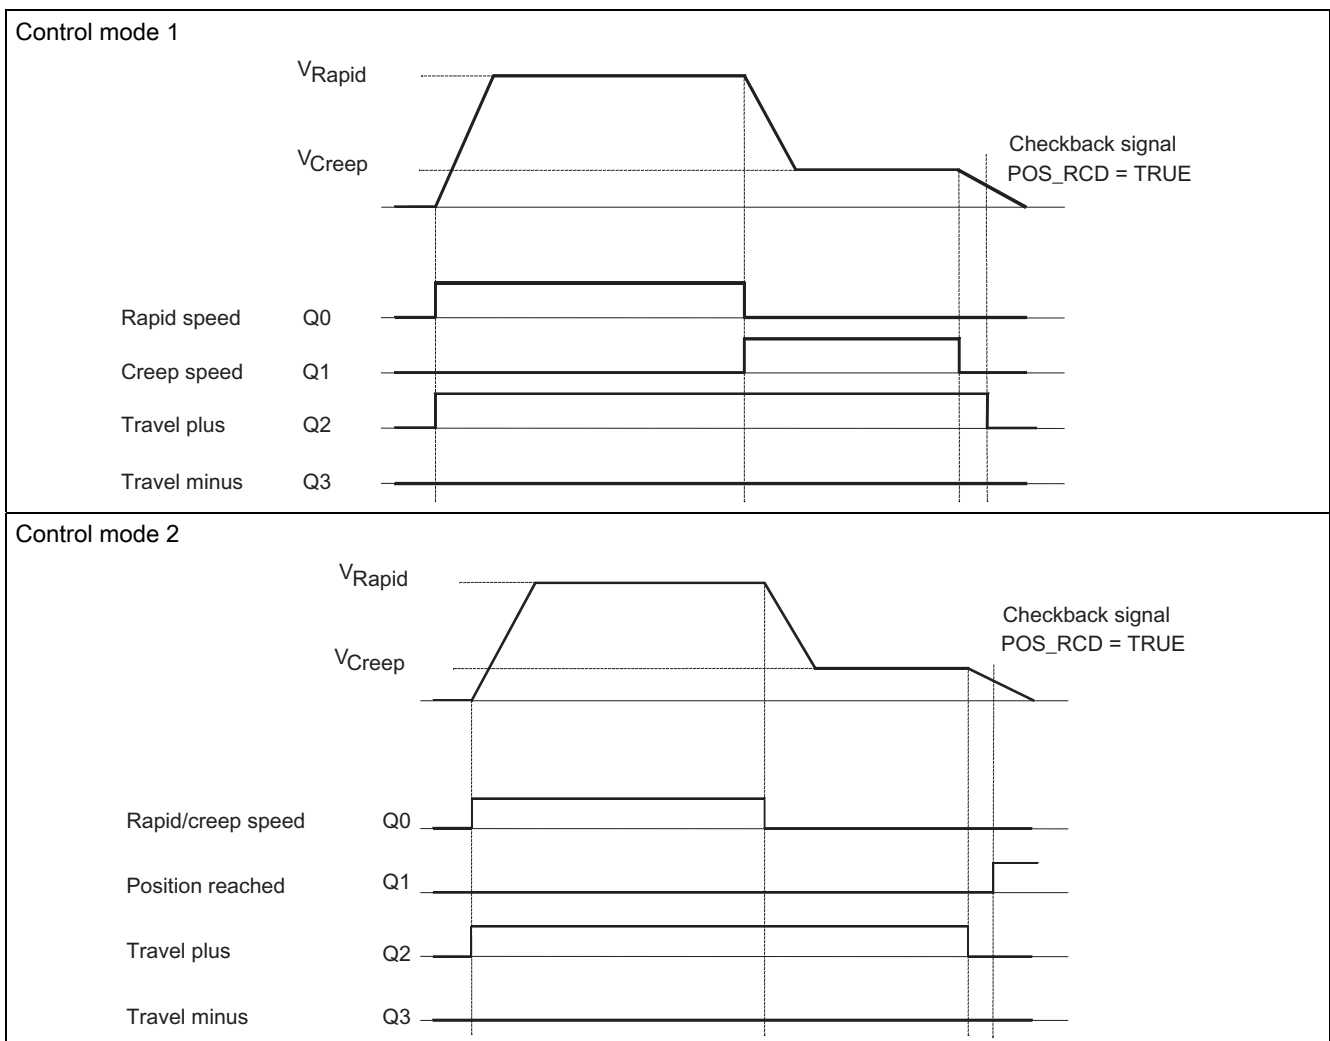 Control mode 1
VRapid
VCreep
Checkback signal
POS_RCD = TRUE
Rapid speed Q0
Creep speed Q1
Travel plus Q2
Travel minus Q3
Control mode 2
VRapid
VCreep
Checkback signal
POS_RCD = TRUE
Rapid/creep speed Q0
Position reached Q1
Travel plus Q2
Travel minus Q3